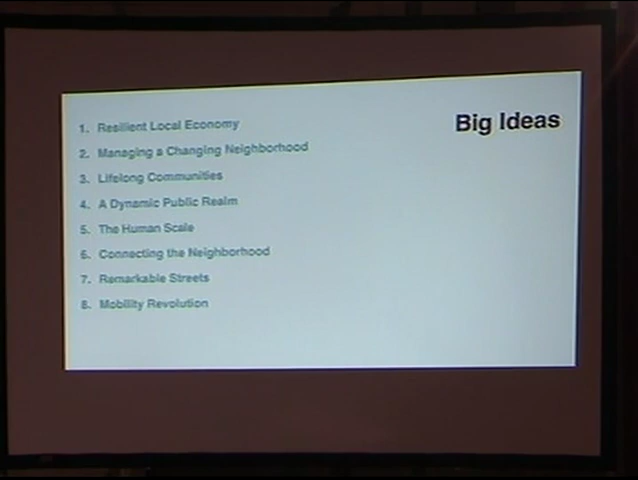 Big Ideas
1. Resilient Local Economy
2. Managing a Changing Neighborhood
3. Lifelong Communities
4. A Dynamic Public Realm
5. The Human Scale
6. Connecting the Neighborhood
7. Remarkable Streets
8. Mobility Revolution